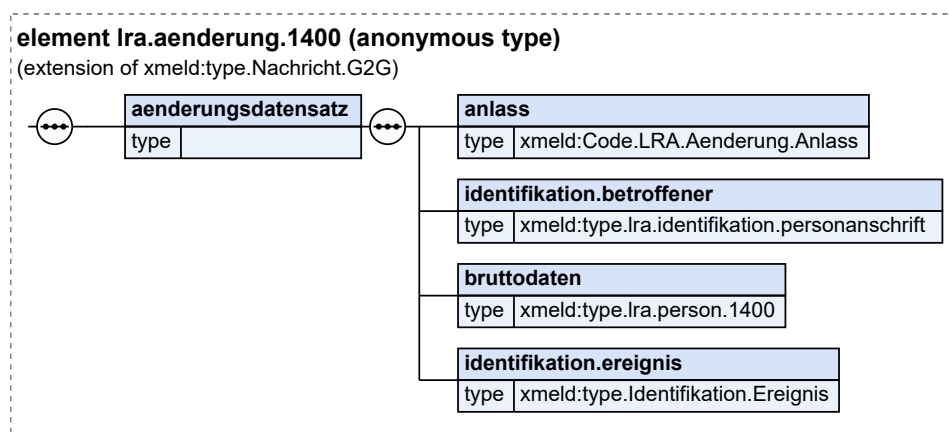 element lra.aenderung.1400 (anonymous type)
(extension of xmeld:type.Nachricht.G2G)
aenderungsdatensatz
type
anlass
type xmeld:Code.LRA.Aenderung.Anlass
identifikation.betroffener
type xmeld:type.lra.identifikation.personanschrift
bruttodaten
type xmeld:type.lra.person.1400
identifikation.ereignis
type xmeld:type.Identifikation.Ereignis